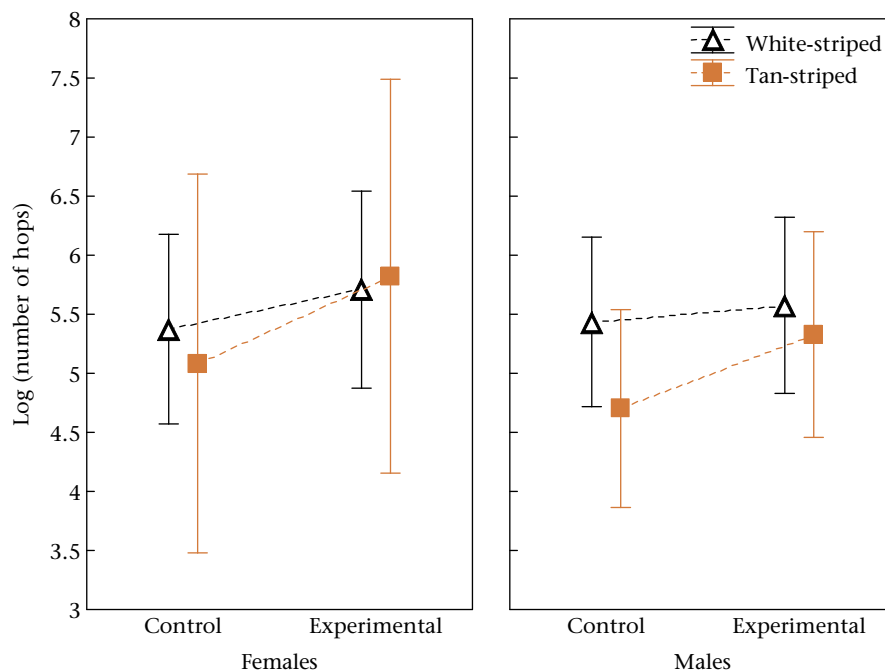 White-striped
Tan-striped
Log (number of hops)
8
7.5
7
6.5
6
5.5
5
4.5
4
3.5
3
Control Experimental
Females
Control Experimental
Males